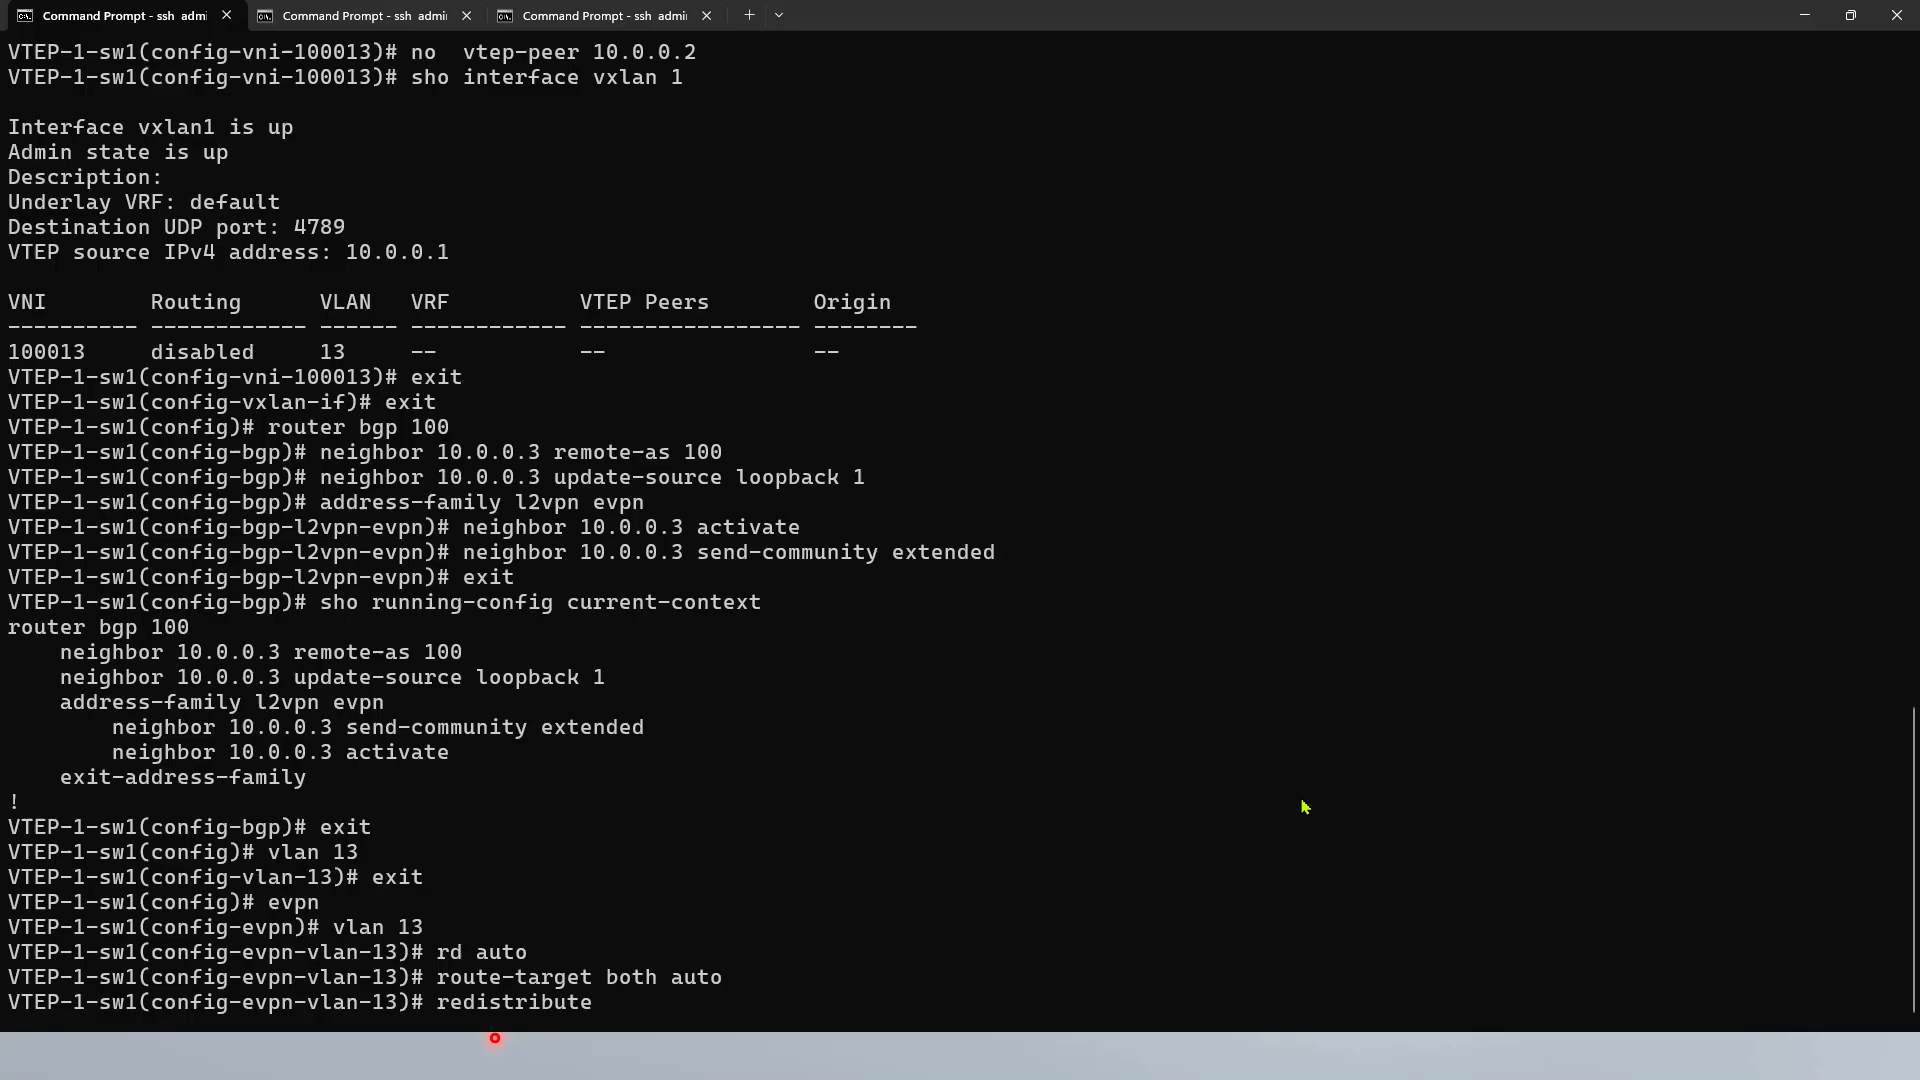 Command Prompt - ssh admi
Command Prompt - ssh admi
Command Prompt - ssh admi
VTEP-1-sw1(config-vni-100013)# no  vtep-peer 10.0.0.2
VTEP-1-sw1(config-vni-100013)# sho interface vxlan 1
Interface vxlan1 is up
Admin state is up
Description:
Underlay VRF: default
Destination UDP port: 4789
VTEP source IPv4 address: 10.0.0.1
VNI        Routing      VLAN   VRF          VTEP Peers        Origin
---------- ------------ ------ ------------ ----------------- --------
100013     disabled     13     --           --                --
VTEP-1-sw1(config-vni-100013)# exit
VTEP-1-sw1(config-vxlan-if)# exit
VTEP-1-sw1(config)# router bgp 100
VTEP-1-sw1(config-bgp)# neighbor 10.0.0.3 remote-as 100
VTEP-1-sw1(config-bgp)# neighbor 10.0.0.3 update-source loopback 1
VTEP-1-sw1(config-bgp)# address-family l2vpn evpn
VTEP-1-sw1(config-bgp-l2vpn-evpn)# neighbor 10.0.0.3 activate
VTEP-1-sw1(config-bgp-l2vpn-evpn)# neighbor 10.0.0.3 send-community extended
VTEP-1-sw1(config-bgp-l2vpn-evpn)# exit
VTEP-1-sw1(config-bgp)# sho running-config current-context
router bgp 100
    neighbor 10.0.0.3 remote-as 100
    neighbor 10.0.0.3 update-source loopback 1
    address-family l2vpn evpn
        neighbor 10.0.0.3 send-community extended
        neighbor 10.0.0.3 activate
    exit-address-family
!
VTEP-1-sw1(config-bgp)# exit
VTEP-1-sw1(config)# vlan 13
VTEP-1-sw1(config-vlan-13)# exit
VTEP-1-sw1(config)# evpn
VTEP-1-sw1(config-evpn)# vlan 13
VTEP-1-sw1(config-evpn-vlan-13)# rd auto
VTEP-1-sw1(config-evpn-vlan-13)# route-target both auto
VTEP-1-sw1(config-evpn-vlan-13)# redistribute